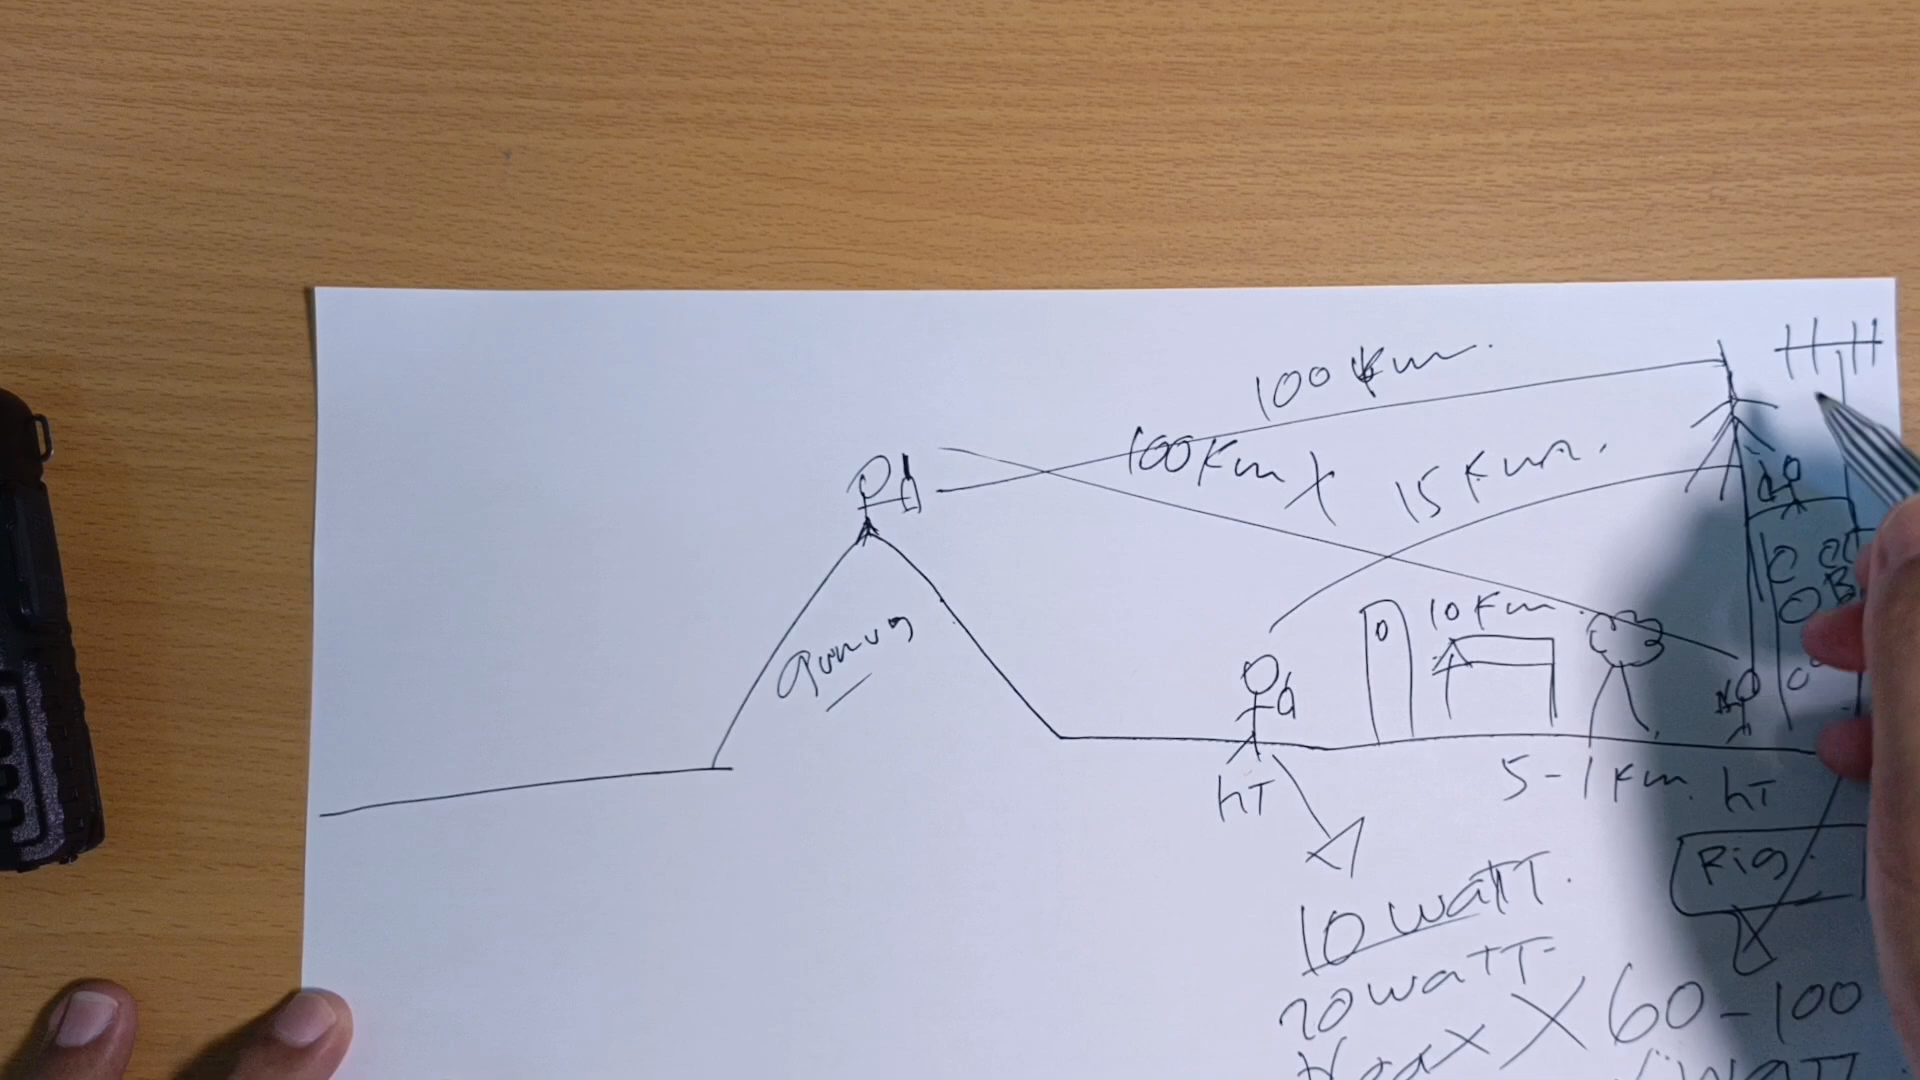 100 Km.
100 Km X
15 Km.
10 Km
B
Gunung
5-1 Km.
hT
hT
Rig.
10 watt.
20 watt
X 60-100
watt